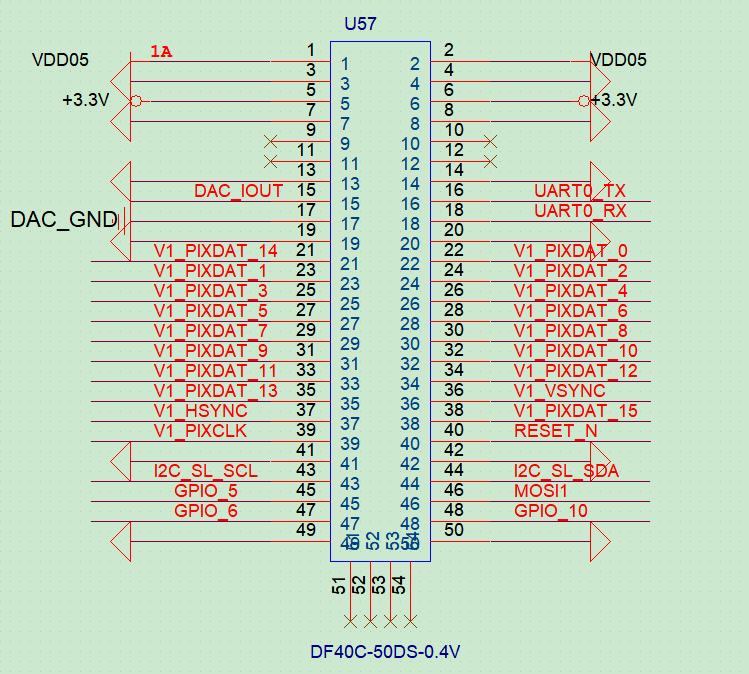 U57
1 2
VDD05 1A 1 2 VDD05
3 4
3 4
5 6
+3.3V 5 6 +3.3V
7 8
7 8
9 10
9 10
11 12
11 12
13 14
13 14
DAC_IOUT 15 16 UART0_TX
15 16
17 18 UART0_RX
DAC_GND 17 18
19 20
19 20
V1_PIXDAT_14 21 22 V1_PIXDAT_0
21 22
V1_PIXDAT_1 23 24 V1_PIXDAT_2
23 24
V1_PIXDAT_3 25 26 V1_PIXDAT_4
25 26
V1_PIXDAT_5 27 28 V1_PIXDAT_6
27 28
V1_PIXDAT_7 29 30 V1_PIXDAT_8
29 30
V1_PIXDAT_9 31 32 V1_PIXDAT_10
31 32
V1_PIXDAT_11 33 34 V1_PIXDAT_12
33 34
V1_PIXDAT_13 35 36 V1_VSYNC
35 36
V1_HSYNC 37 38 V1_PIXDAT_15
37 38
V1_PIXCLK 39 40 RESET_N
39 40
41 42
41 42
I2C_SL_SCL 43 44 I2C_SL_SDA
43 44
GPIO_5 45 46 MOSI1
45 46
GPIO_6 47 48 GPIO_10
47 48
49 50
52 53
51 52 53 54
DF40C-50DS-0.4V